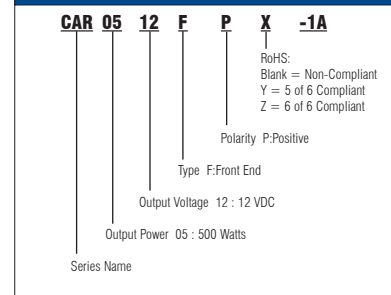 CAR 05 12 F P X -1A
RoHS:
Blank = Non-Compliant
Y = 5 of 6 Compliant
Z = 6 of 6 Compliant
Polarity P:Positive
Type F:Front End
Output Voltage 12 : 12 VDC
Output Power 05 : 500 Watts
Series Name